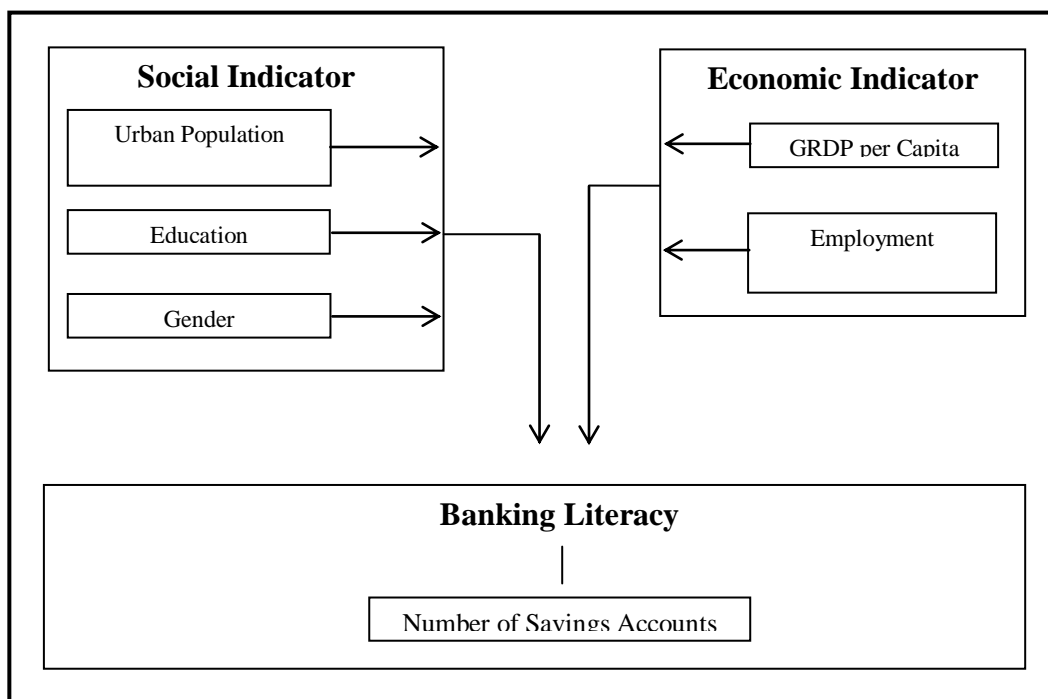 Social Indicator
Urban Population
Education
Gender
Economic Indicator
GRDP per Capita
Employment
Banking Literacy
Number of Savings Accounts